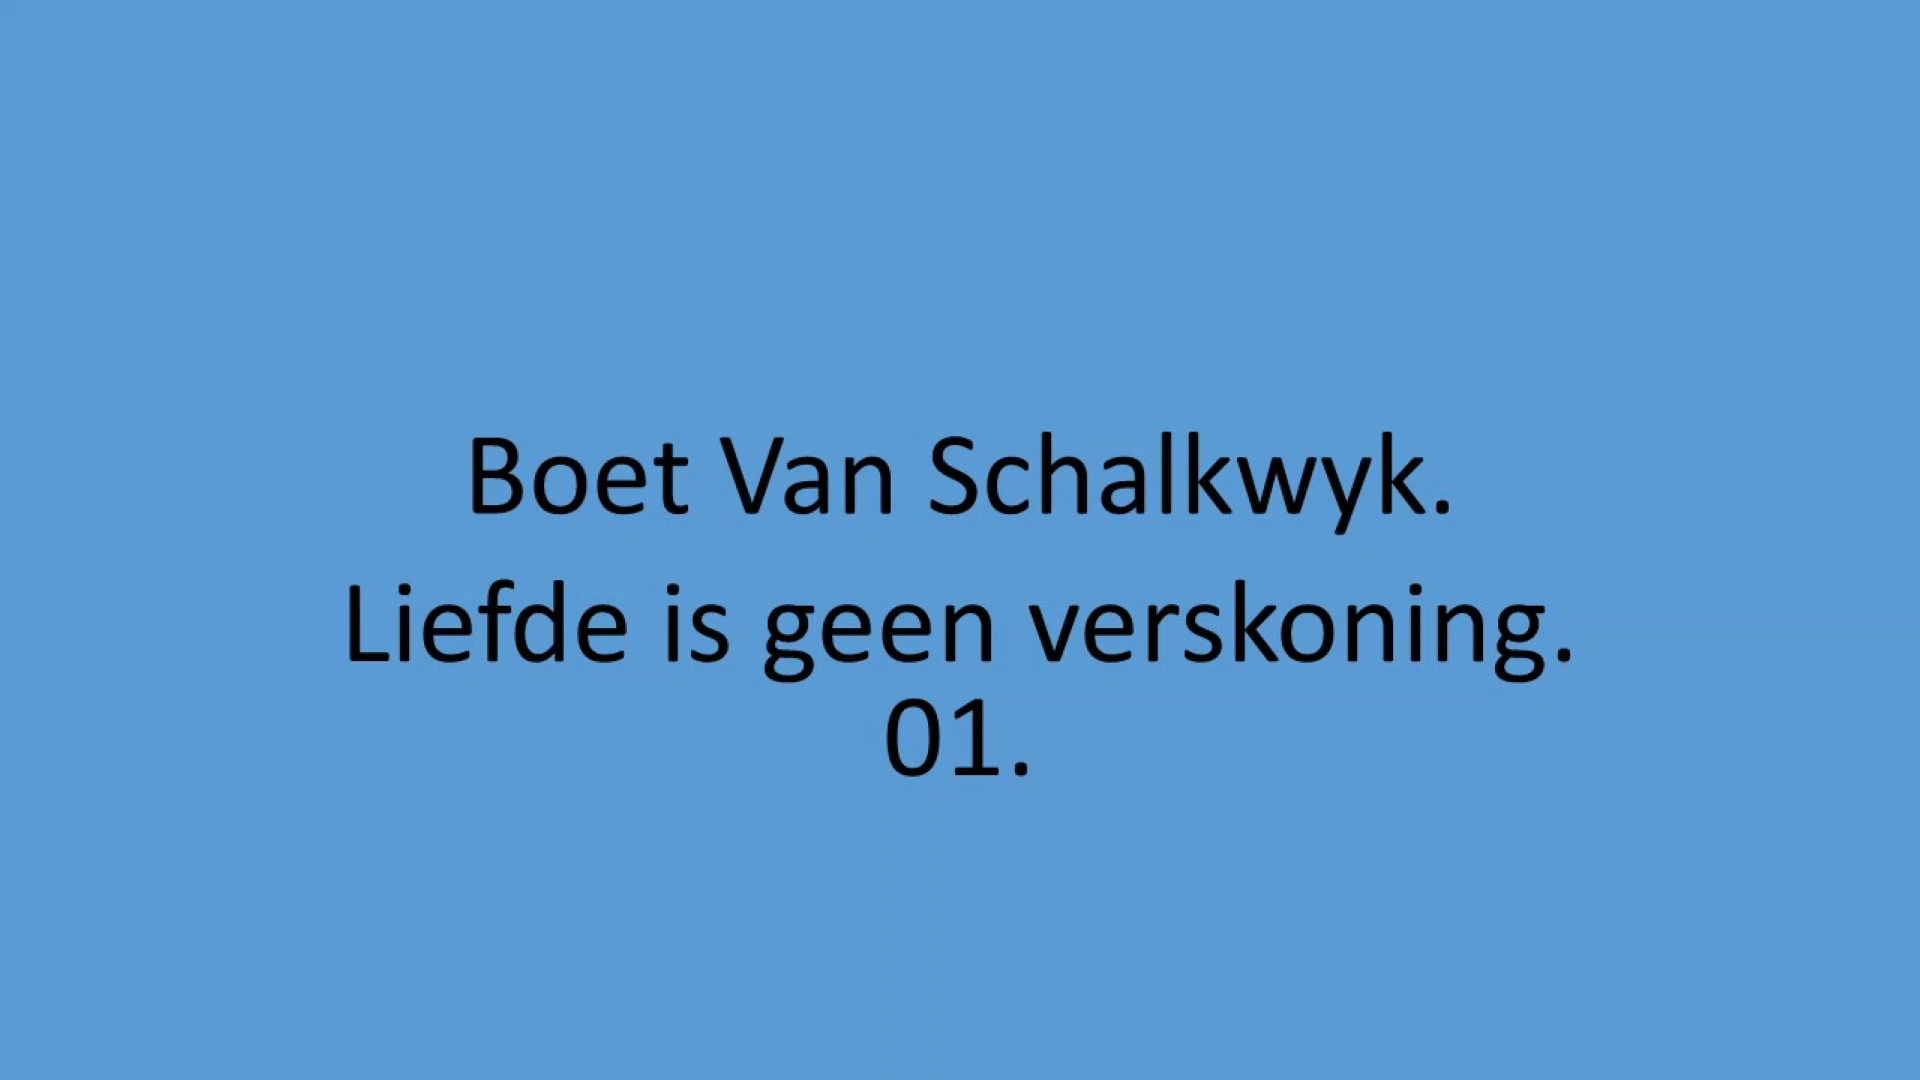 Boet Van Schalkwyk.
Liefde is geen verskoning.
01.